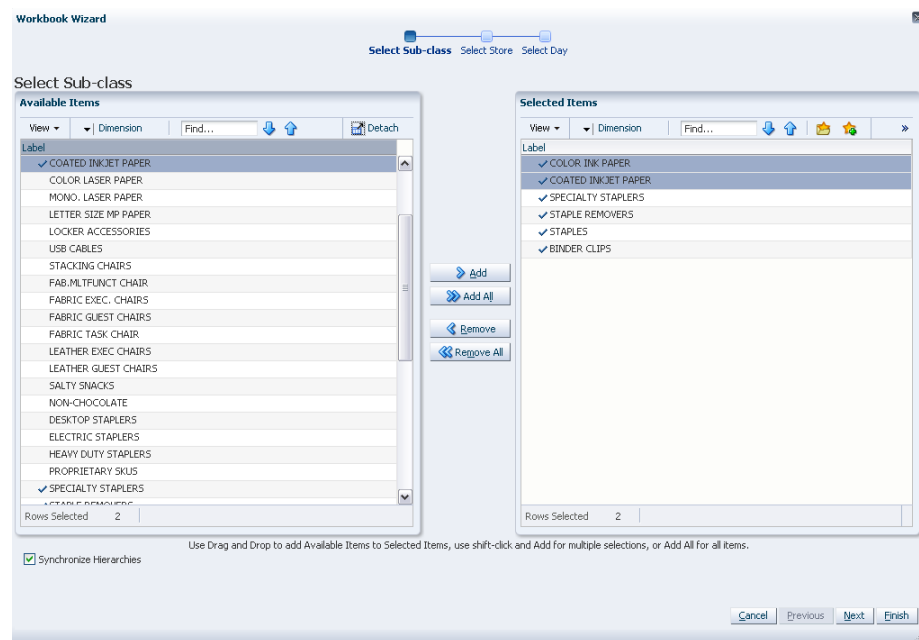 Workbook Wizard
Select Sub-class Select Store Select Day
Select Sub-class
Available Items
View Dimension Find... Detach
Label
COATED INKJET PAPER
COLOR LASER PAPER
MONO. LASER PAPER
LETTER SIZE MP PAPER
LOCKER ACCESSORIES
USB CABLES
STACKING CHAIRS
FAB.MLTFUNCT CHAIR
FABRIC EXEC. CHAIRS
FABRIC GUEST CHAIRS
FABRIC TASK CHAIR
LEATHER EXEC CHAIRS
LEATHER GUEST CHAIRS
SALTY SNACKS
NON-CHOCOLATE
DESKTOP STAPLERS
ELECTRIC STAPLERS
HEAVY DUTY STAPLERS
PROPRIETARY SKUS
SPECIALTY STAPLERS
STAPLE REMOVERS
Rows Selected 2
Add
Add All
Remove
Remove All
Selected Items
View Dimension Find... »
Label
COLOR INK PAPER
COATED INKJET PAPER
SPECIALTY STAPLERS
STAPLE REMOVERS
STAPLES
BINDER CLIPS
Rows Selected 2
Use Drag and Drop to add Available Items to Selected Items, use shift-click and Add for multiple selections, or Add All for all items.
Synchronize Hierarchies
Cancel Previous Next Finish